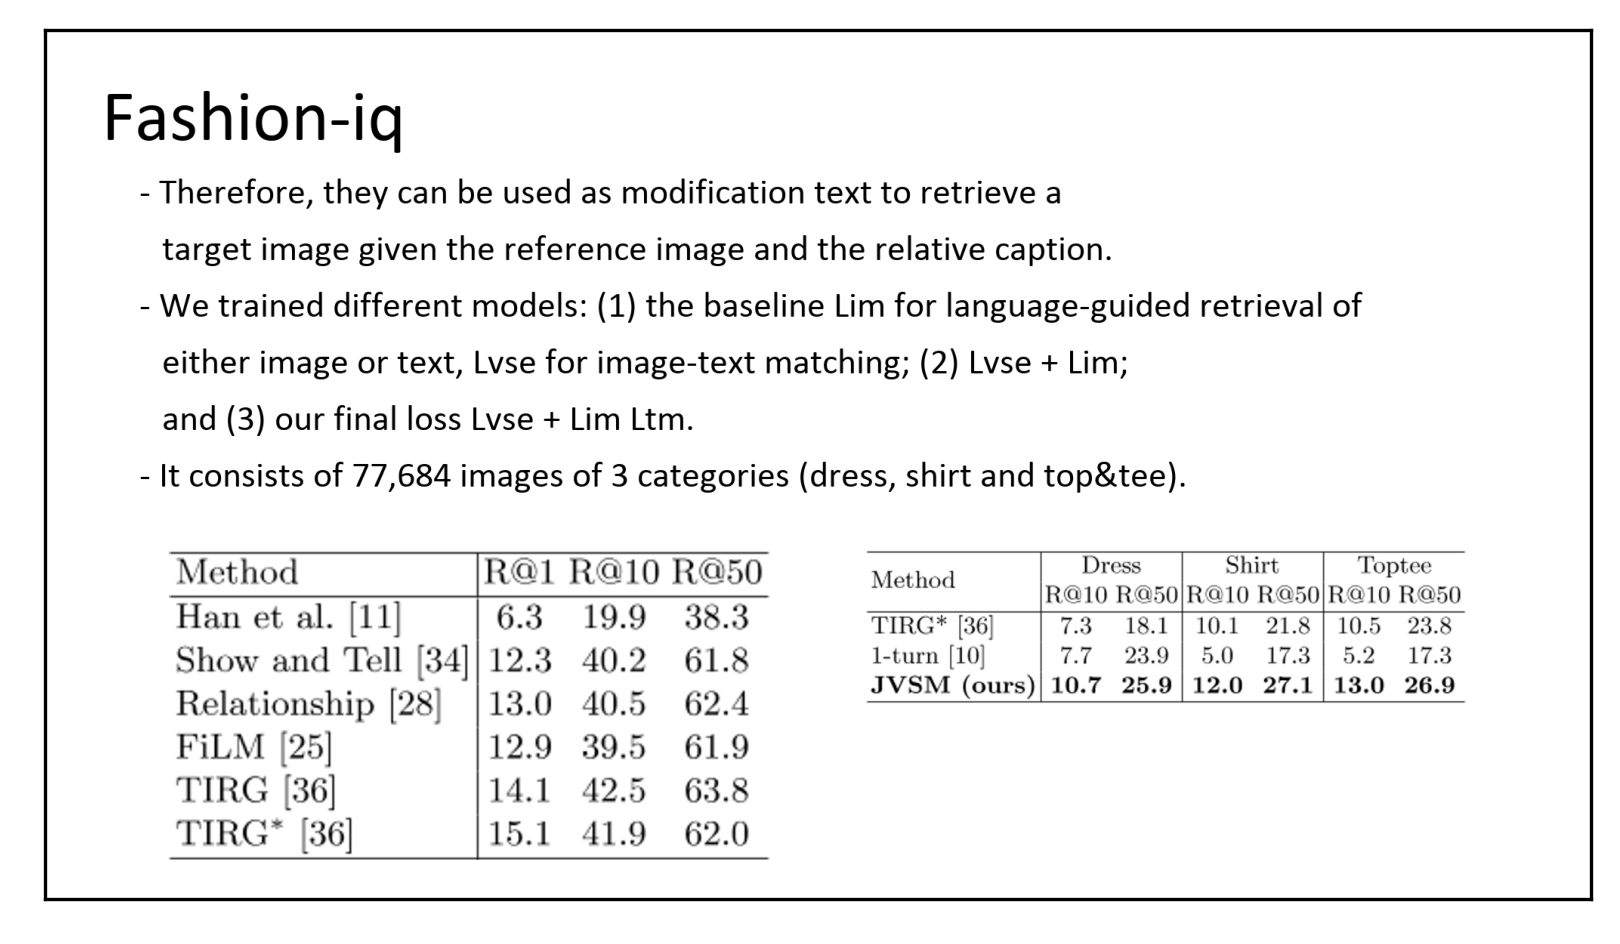 Fashion-iq
- Therefore, they can be used as modification text to retrieve a
target image given the reference image and the relative caption.
- We trained different models: (1) the baseline Lim for language-guided retrieval of
either image or text, Lvse for image-text matching; (2) Lvse + Lim;
and (3) our final loss Lvse + Lim Ltm.
- It consists of 77,684 images of 3 categories (dress, shirt and top&tee).
Method R@1 R@10 R@50
Han et al. [11] 6.3 19.9 38.3
Show and Tell [34] 12.3 40.2 61.8
Relationship [28] 13.0 40.5 62.4
FiLM [25] 12.9 39.5 61.9
TIRG [36] 14.1 42.5 63.8
TIRG* [36] 15.1 41.9 62.0
Method Dress Shirt Toptee
R@10 R@50 R@10 R@50 R@10 R@50
TIRG* [36] 7.3 18.1 10.1 21.8 10.5 23.8
1-turn [10] 7.7 23.9 5.0 17.3 5.2 17.3
JVSM (ours) 10.7 25.9 12.0 27.1 13.0 26.9